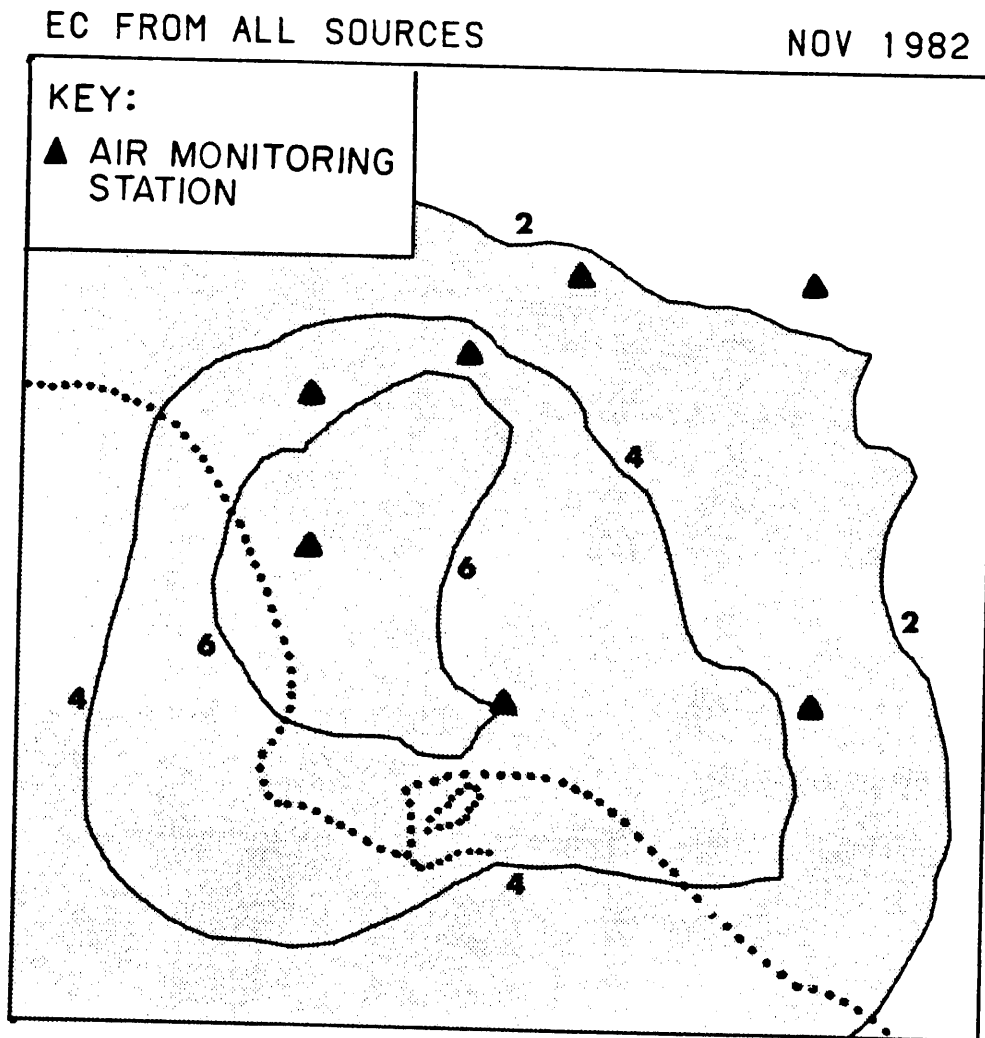 EC FROM ALL SOURCES
NOV 1982
KEY:
AIR MONITORING
STATION
2
4
6
6
2
4
4